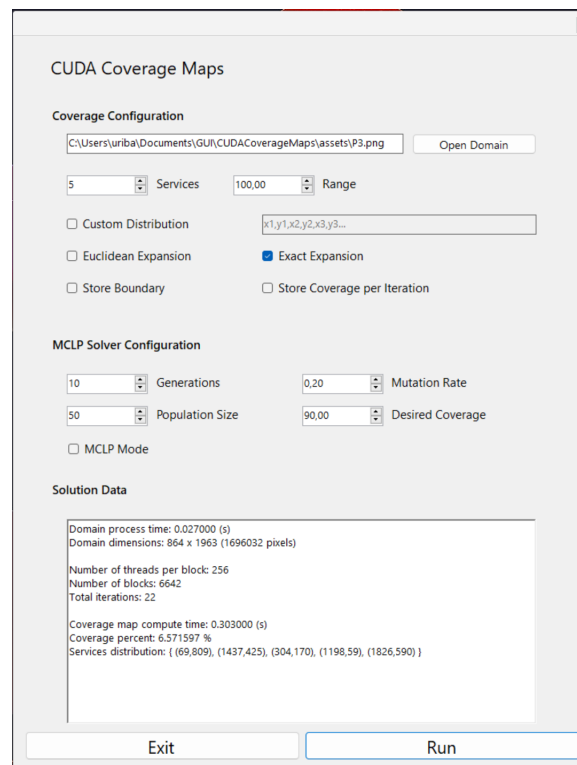 CUDA Coverage Maps
Coverage Configuration
C:\Users\uriba\Documents\GUI\CUDACoverageMaps\assets\P3.png Open Domain
5 Services 100,00 Range
Custom Distribution x1,y1,x2,y2,x3,y3...
Euclidean Expansion Exact Expansion
Store Boundary Store Coverage per Iteration
MCLP Solver Configuration
10 Generations 0,20 Mutation Rate
50 Population Size 90,00 Desired Coverage
MCLP Mode
Solution Data
Domain process time: 0.027000 (s)
Domain dimensions: 864 x 1963 (1696032 pixels)
Number of threads per block: 256
Number of blocks: 6642
Total iterations: 22
Coverage map compute time: 0.303000 (s)
Coverage percent: 6.571597 %
Services distribution: { (69,809), (1437,425), (304,170), (1198,59), (1826,590) }
Exit Run